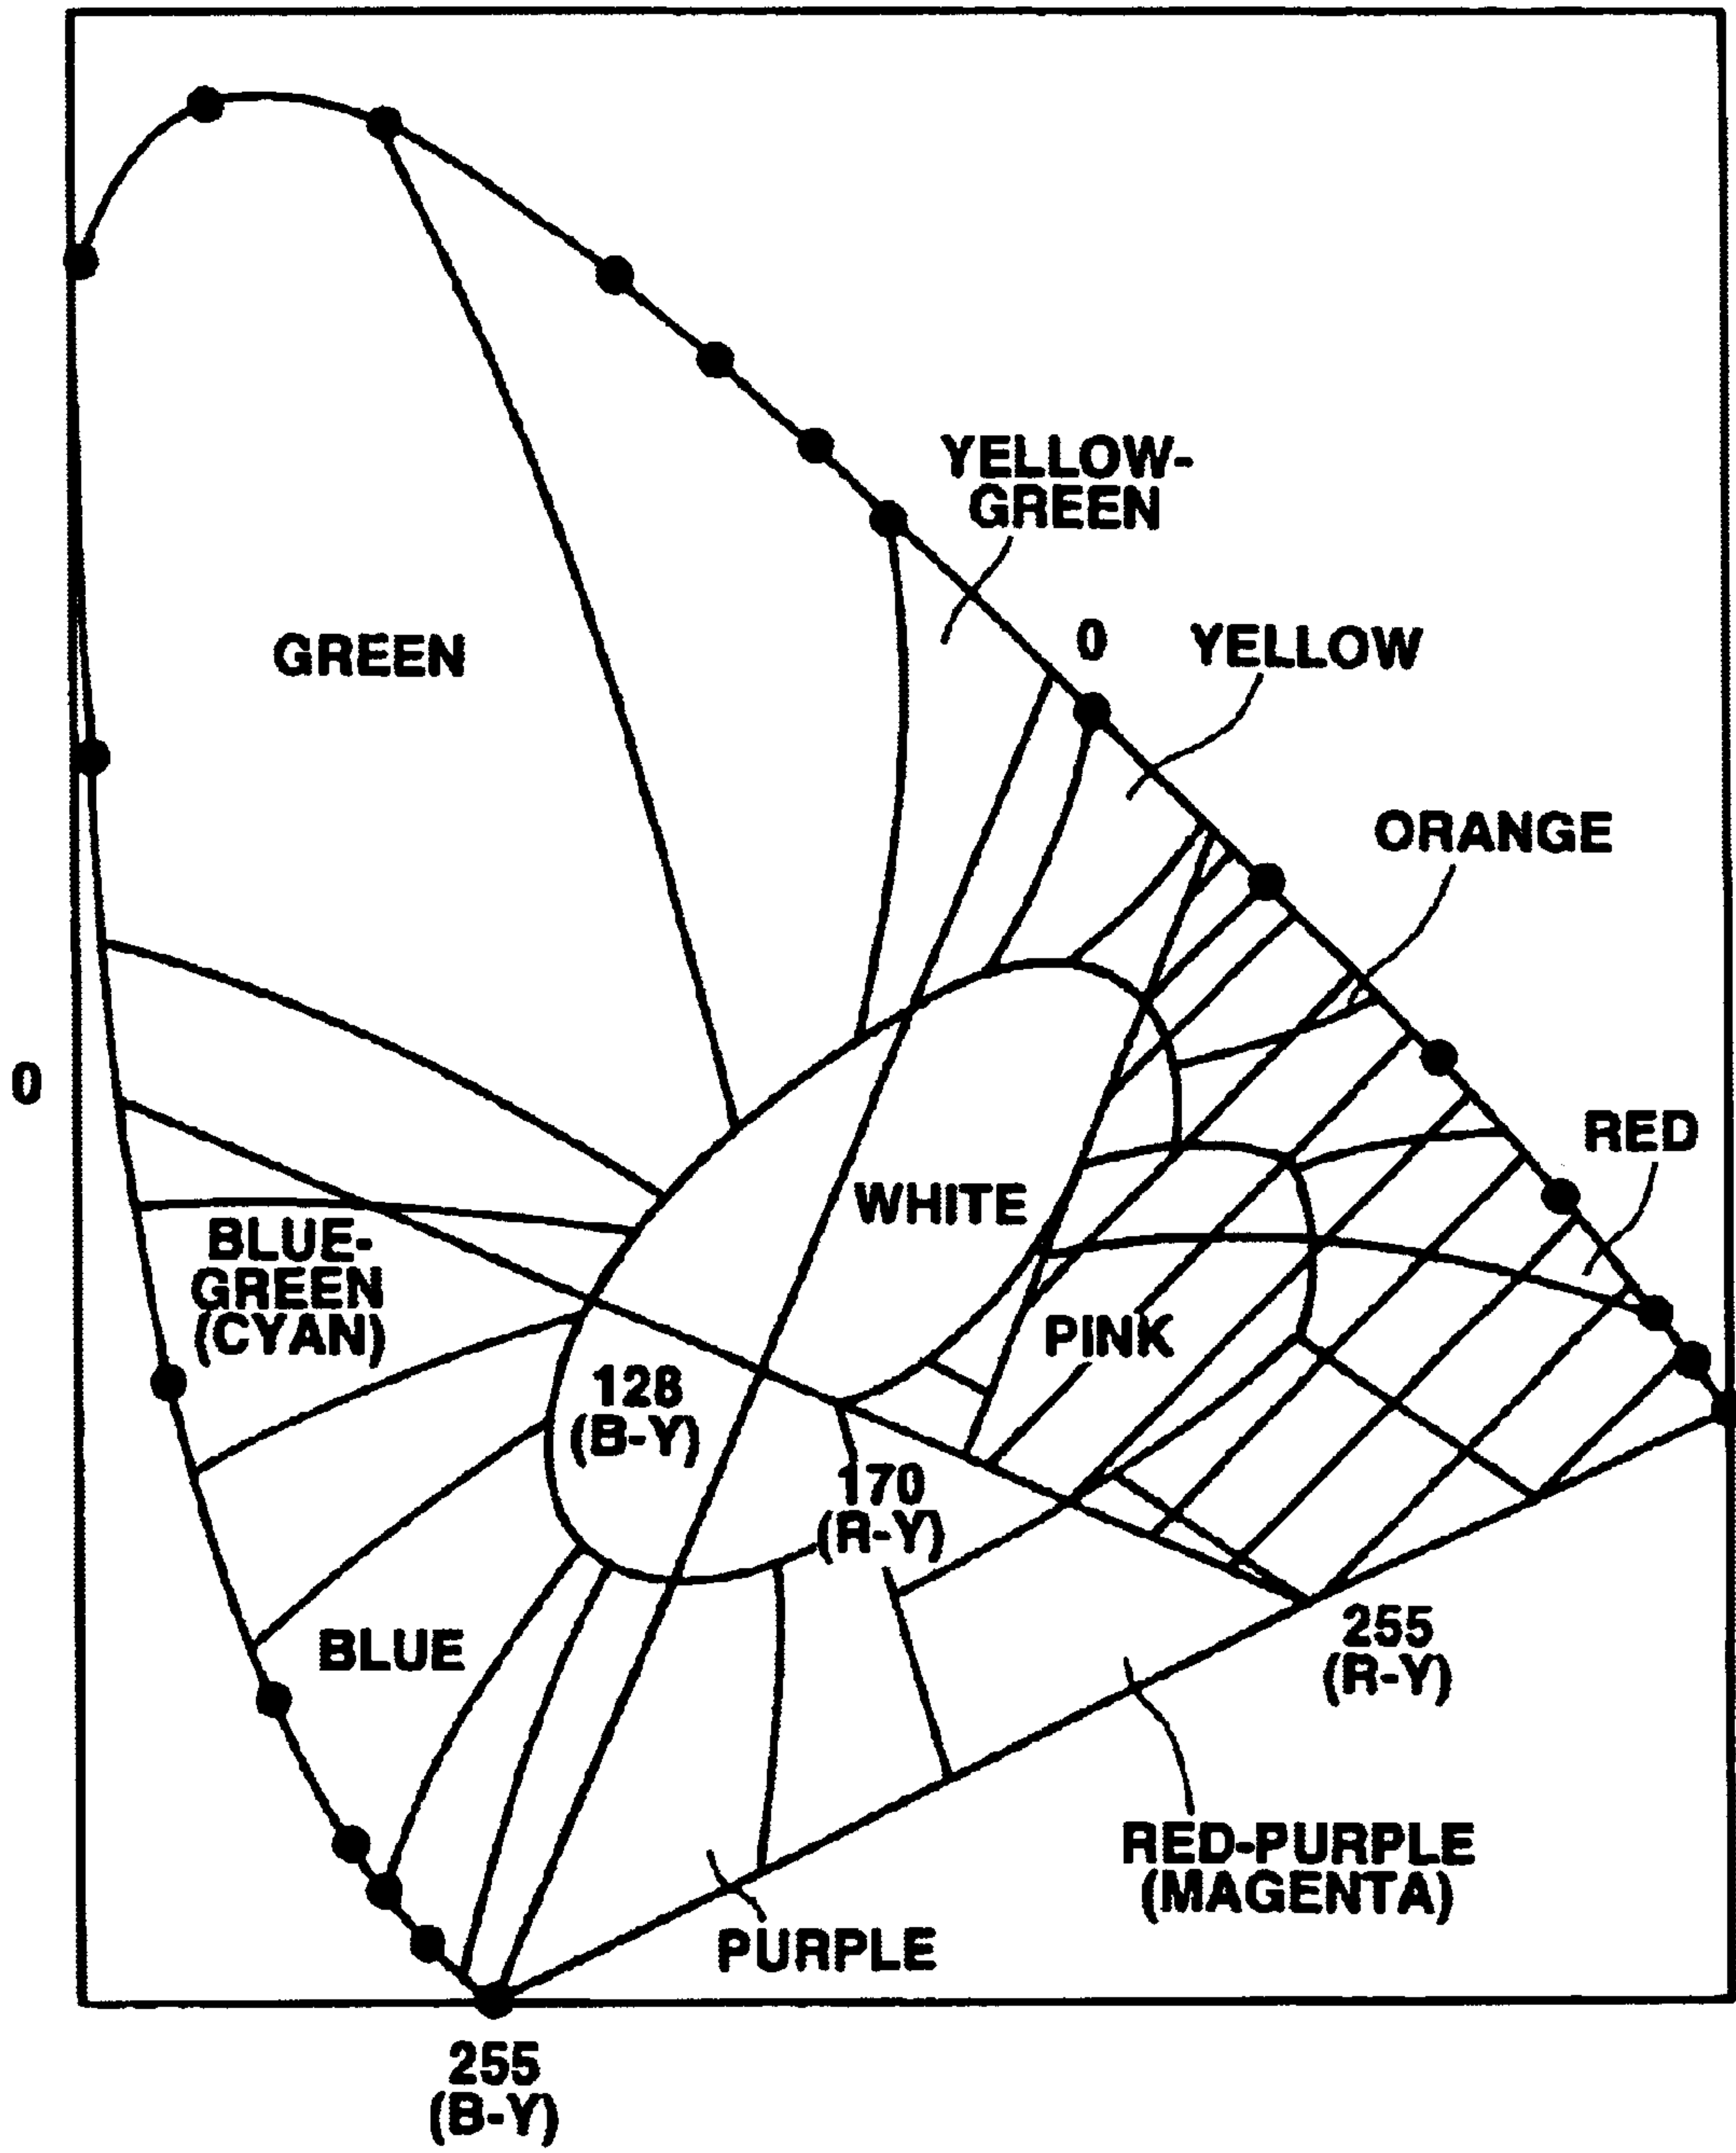 YELLOW-
GREEN
0
YELLOW
GREEN
ORANGE
0
RED
WHITE
BLUE-
GREEN
(CYAN)
PINK
128
(B-Y)
170
(R-Y)
BLUE
255
(R-Y)
RED-PURPLE
(MAGENTA)
PURPLE
255
(B-Y)